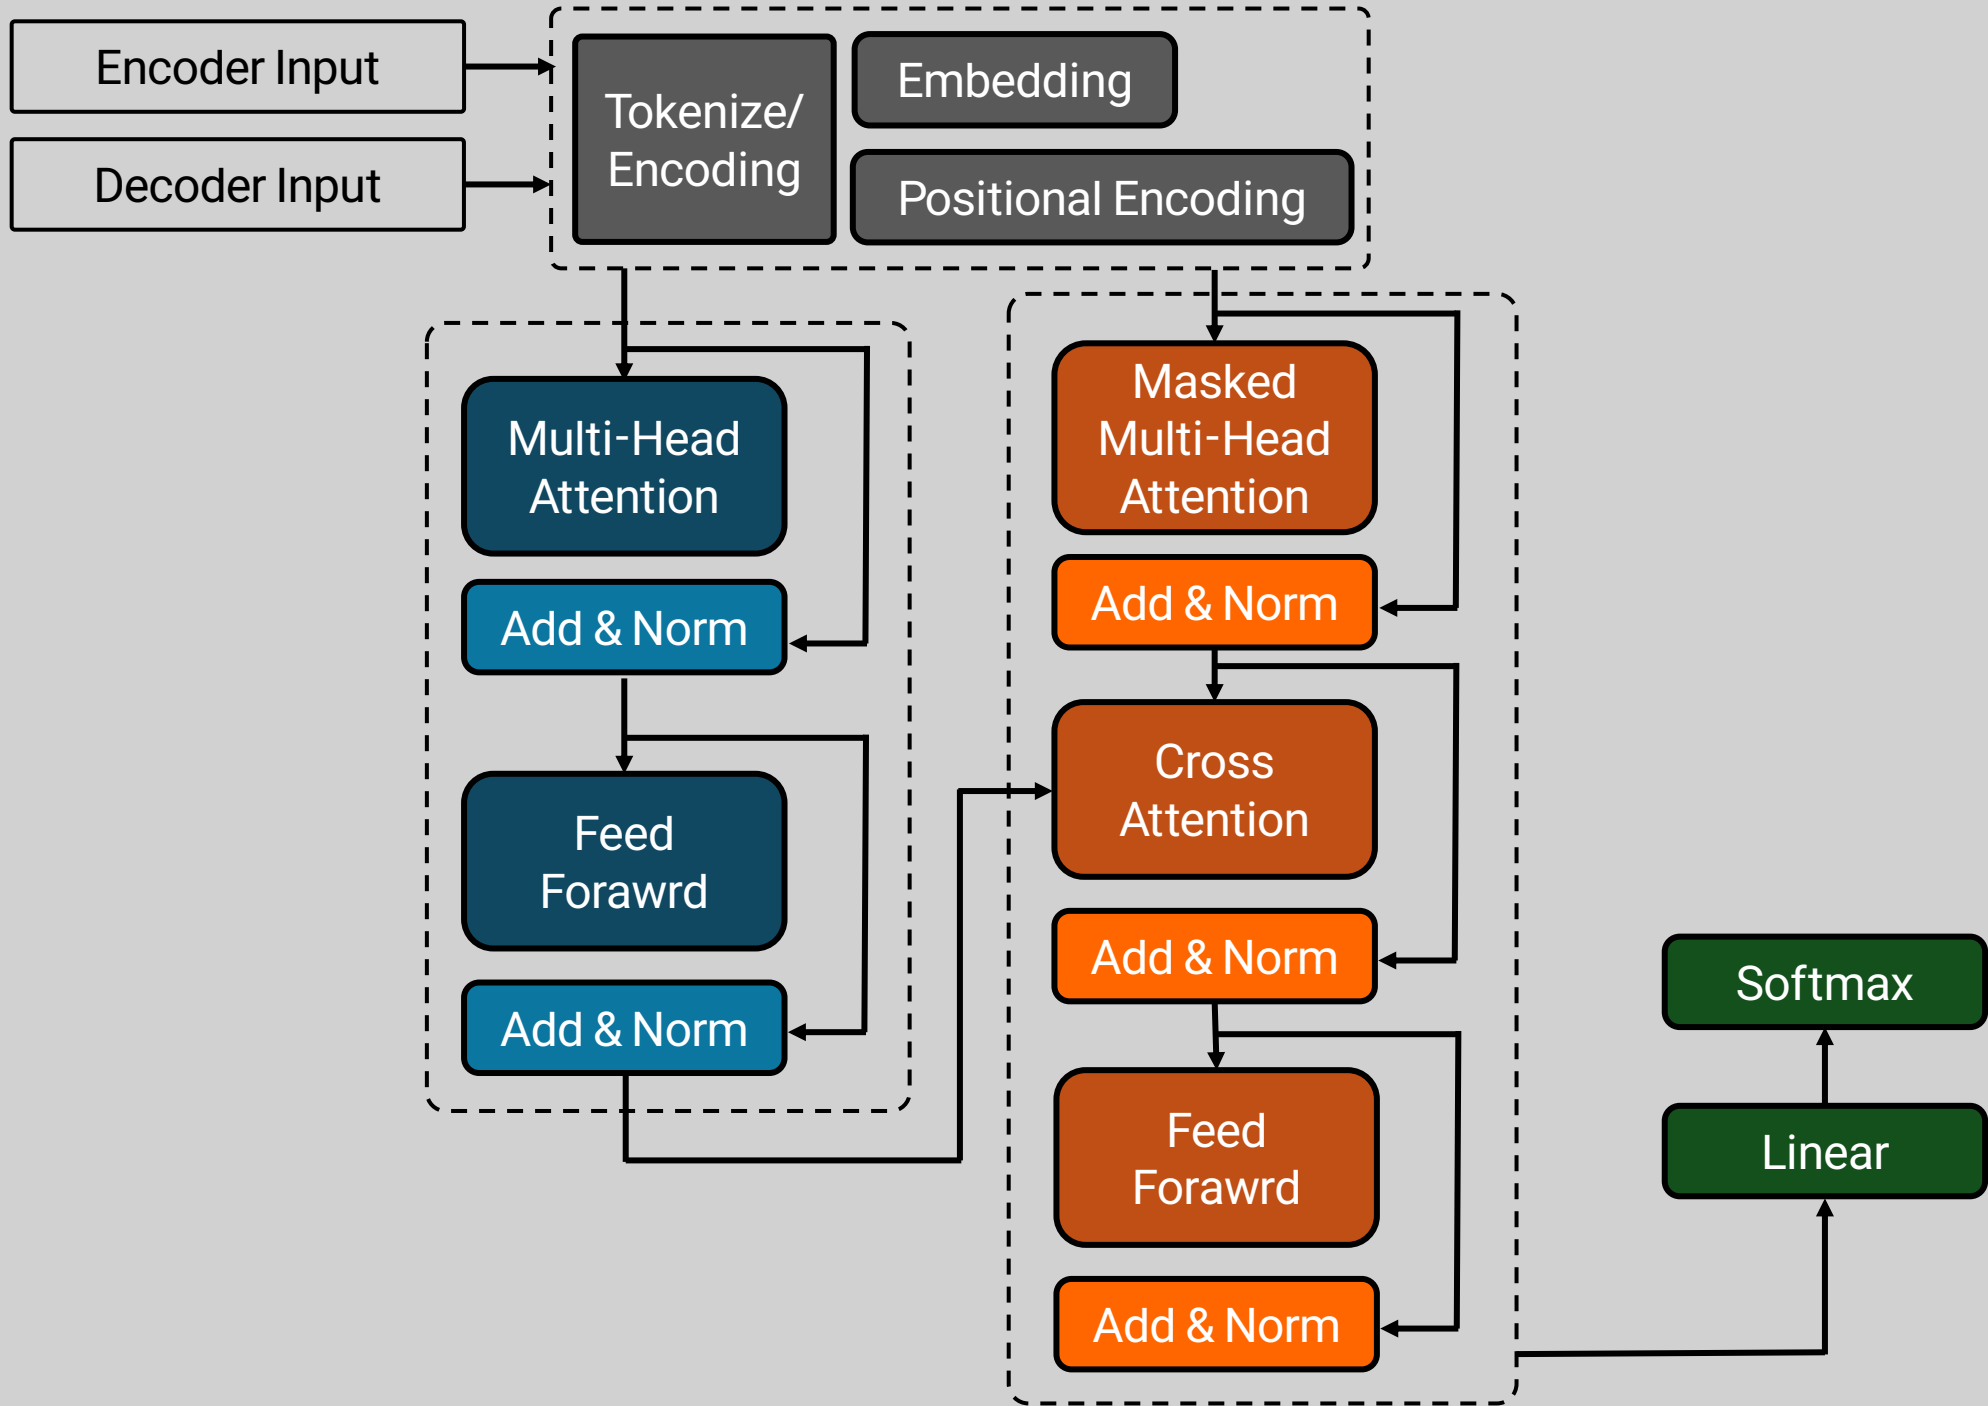 Encoder Input
Decoder Input
Tokenize/
Encoding
Embedding
Positional Encoding
Multi-Head
Attention
Add & Norm
Feed
Forawrd
Add & Norm
Masked
Multi-Head
Attention
Add & Norm
Cross
Attention
Add & Norm
Feed
Forawrd
Add & Norm
Softmax
Linear